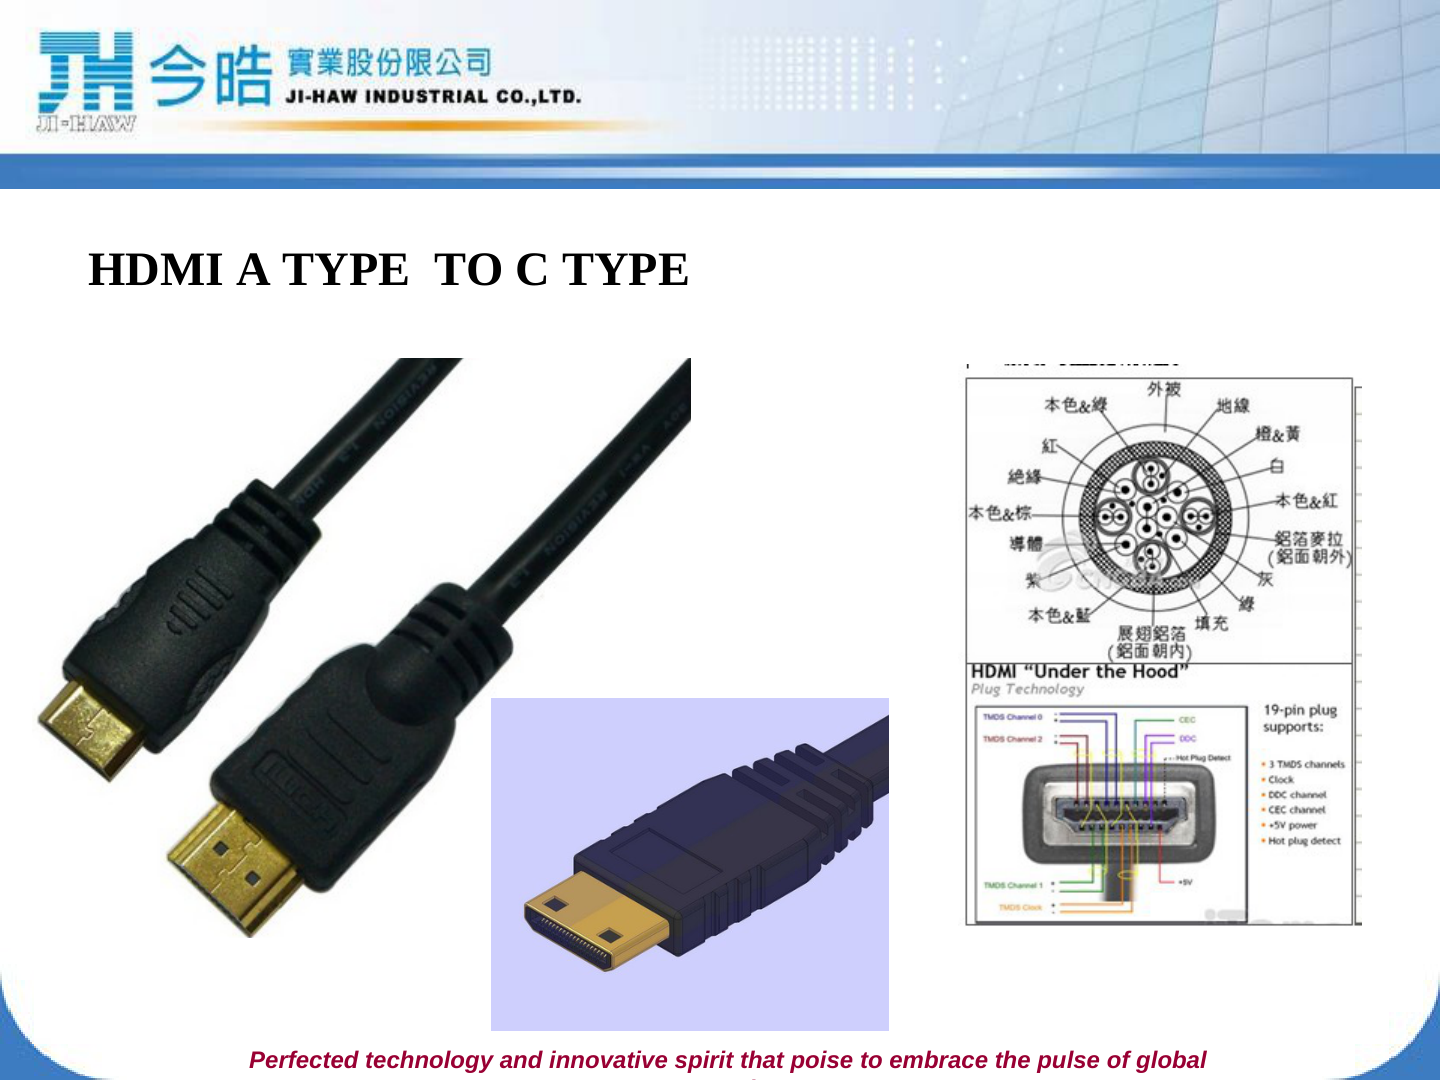 今皓 實業股份限公司
JI-HAW INDUSTRIAL CO.,LTD.
JI-HAW
HDMI A TYPE TO C TYPE
外被
本色&綠
地線
橙&黃
紅
白
絕緣
本色&紅
本色&棕
導體
鋁箔麥拉
(鋁面朝外)
紫
灰
綠
本色&藍
填充
展翅鋁箔
(鋁面朝內)
HDMI “Under the Hood”
Plug Technology
19-pin plug
supports:
TMDS Channel 0
CEC
TMDS Channel 2
DDC
Hot Plug Detect
• 3 TMDS channels
• Clock
• DDC channel
• CEC channel
• +5V power
• Hot plug detect
TMDS Channel 1
+5V
TMDS Clock
Perfected technology and innovative spirit that poise to embrace the pulse of global